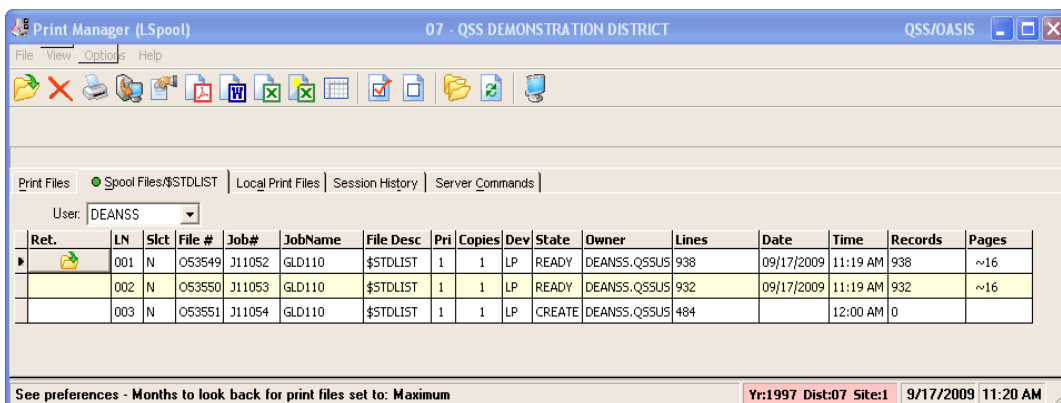 Print Manager (LSpool) 07 - QSS DEMONSTRATION DISTRICT QSS/OASIS
File View Options Help
Print Files Spool Files/$STDLIST Local Print Files Session History Server Commands
User: DEANSS
Ret. LN Slct File # Job# JobName File Desc Pri Copies Dev State Owner Lines Date Time Records Pages
001 N O53549 J11052 GLD110 $STDLIST 1 1 LP READY DEANSS.QSSUS 938 09/17/2009 11:19 AM 938 ~16
002 N O53550 J11053 GLD110 $STDLIST 1 1 LP READY DEANSS.QSSUS 932 09/17/2009 11:19 AM 932 ~16
003 N O53551 J11054 GLD110 $STDLIST 1 1 LP CREATE DEANSS.QSSUS 484 12:00 AM 0
See preferences - Months to look back for print files set to: Maximum Yr:1997 Dist:07 Site:1 9/17/2009 11:20 AM